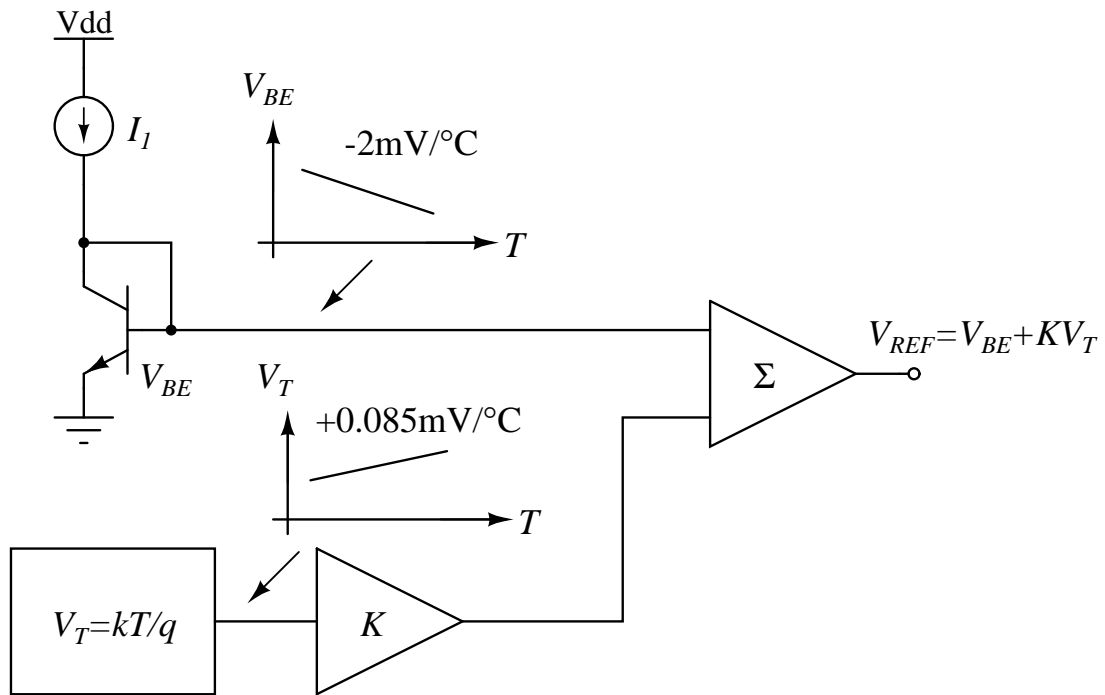 Vdd
I1
VBE
-2mV/°C
T
VBE
VT
+0.085mV/°C
T
Σ
VREF=VBE+KVT
VT=kT/q
K